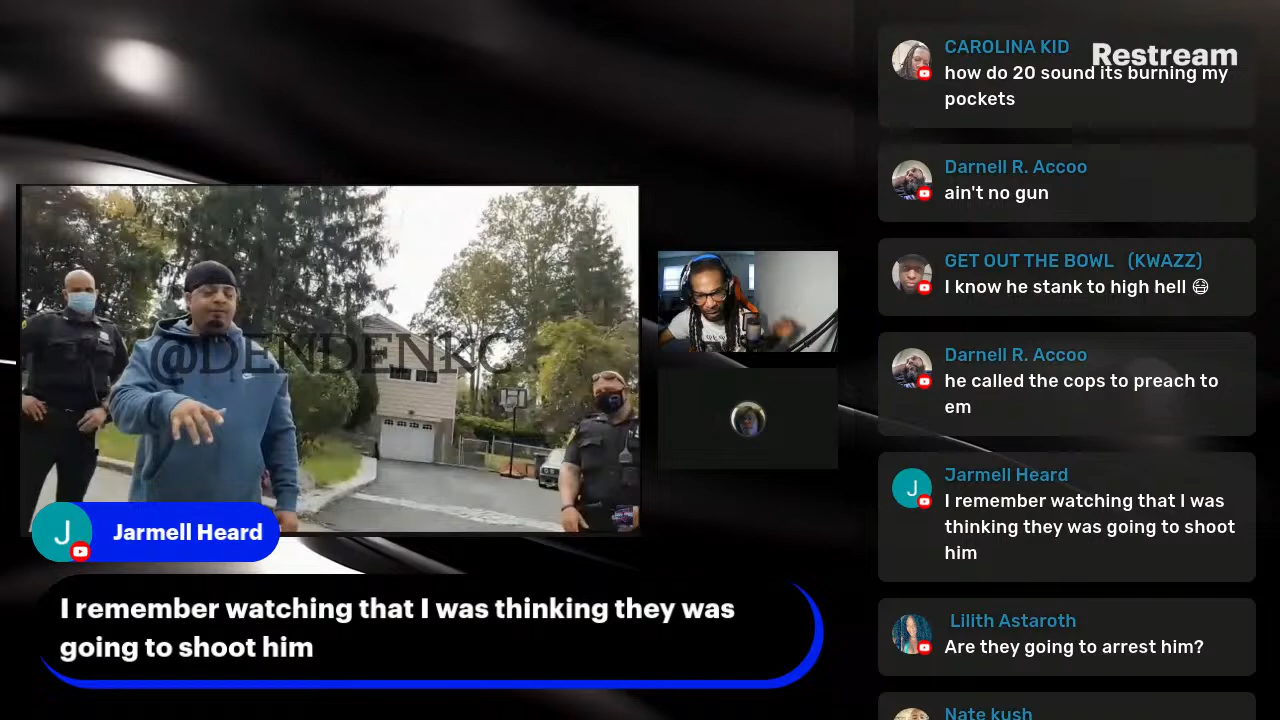 @DENDENKC
Jarmell Heard
I remember watching that I was thinking they was
going to shoot him
Restream
CAROLINA KID
how do 20 sound its burning my
pockets
Darnell R. Accoo
ain't no gun
GET OUT THE BOWL (KWAZZ)
I know he stank to high hell 😷
Darnell R. Accoo
he called the cops to preach to
em
J
Jarmell Heard
I remember watching that I was
thinking they was going to shoot
him
Lilith Astaroth
Are they going to arrest him?
Nate kush